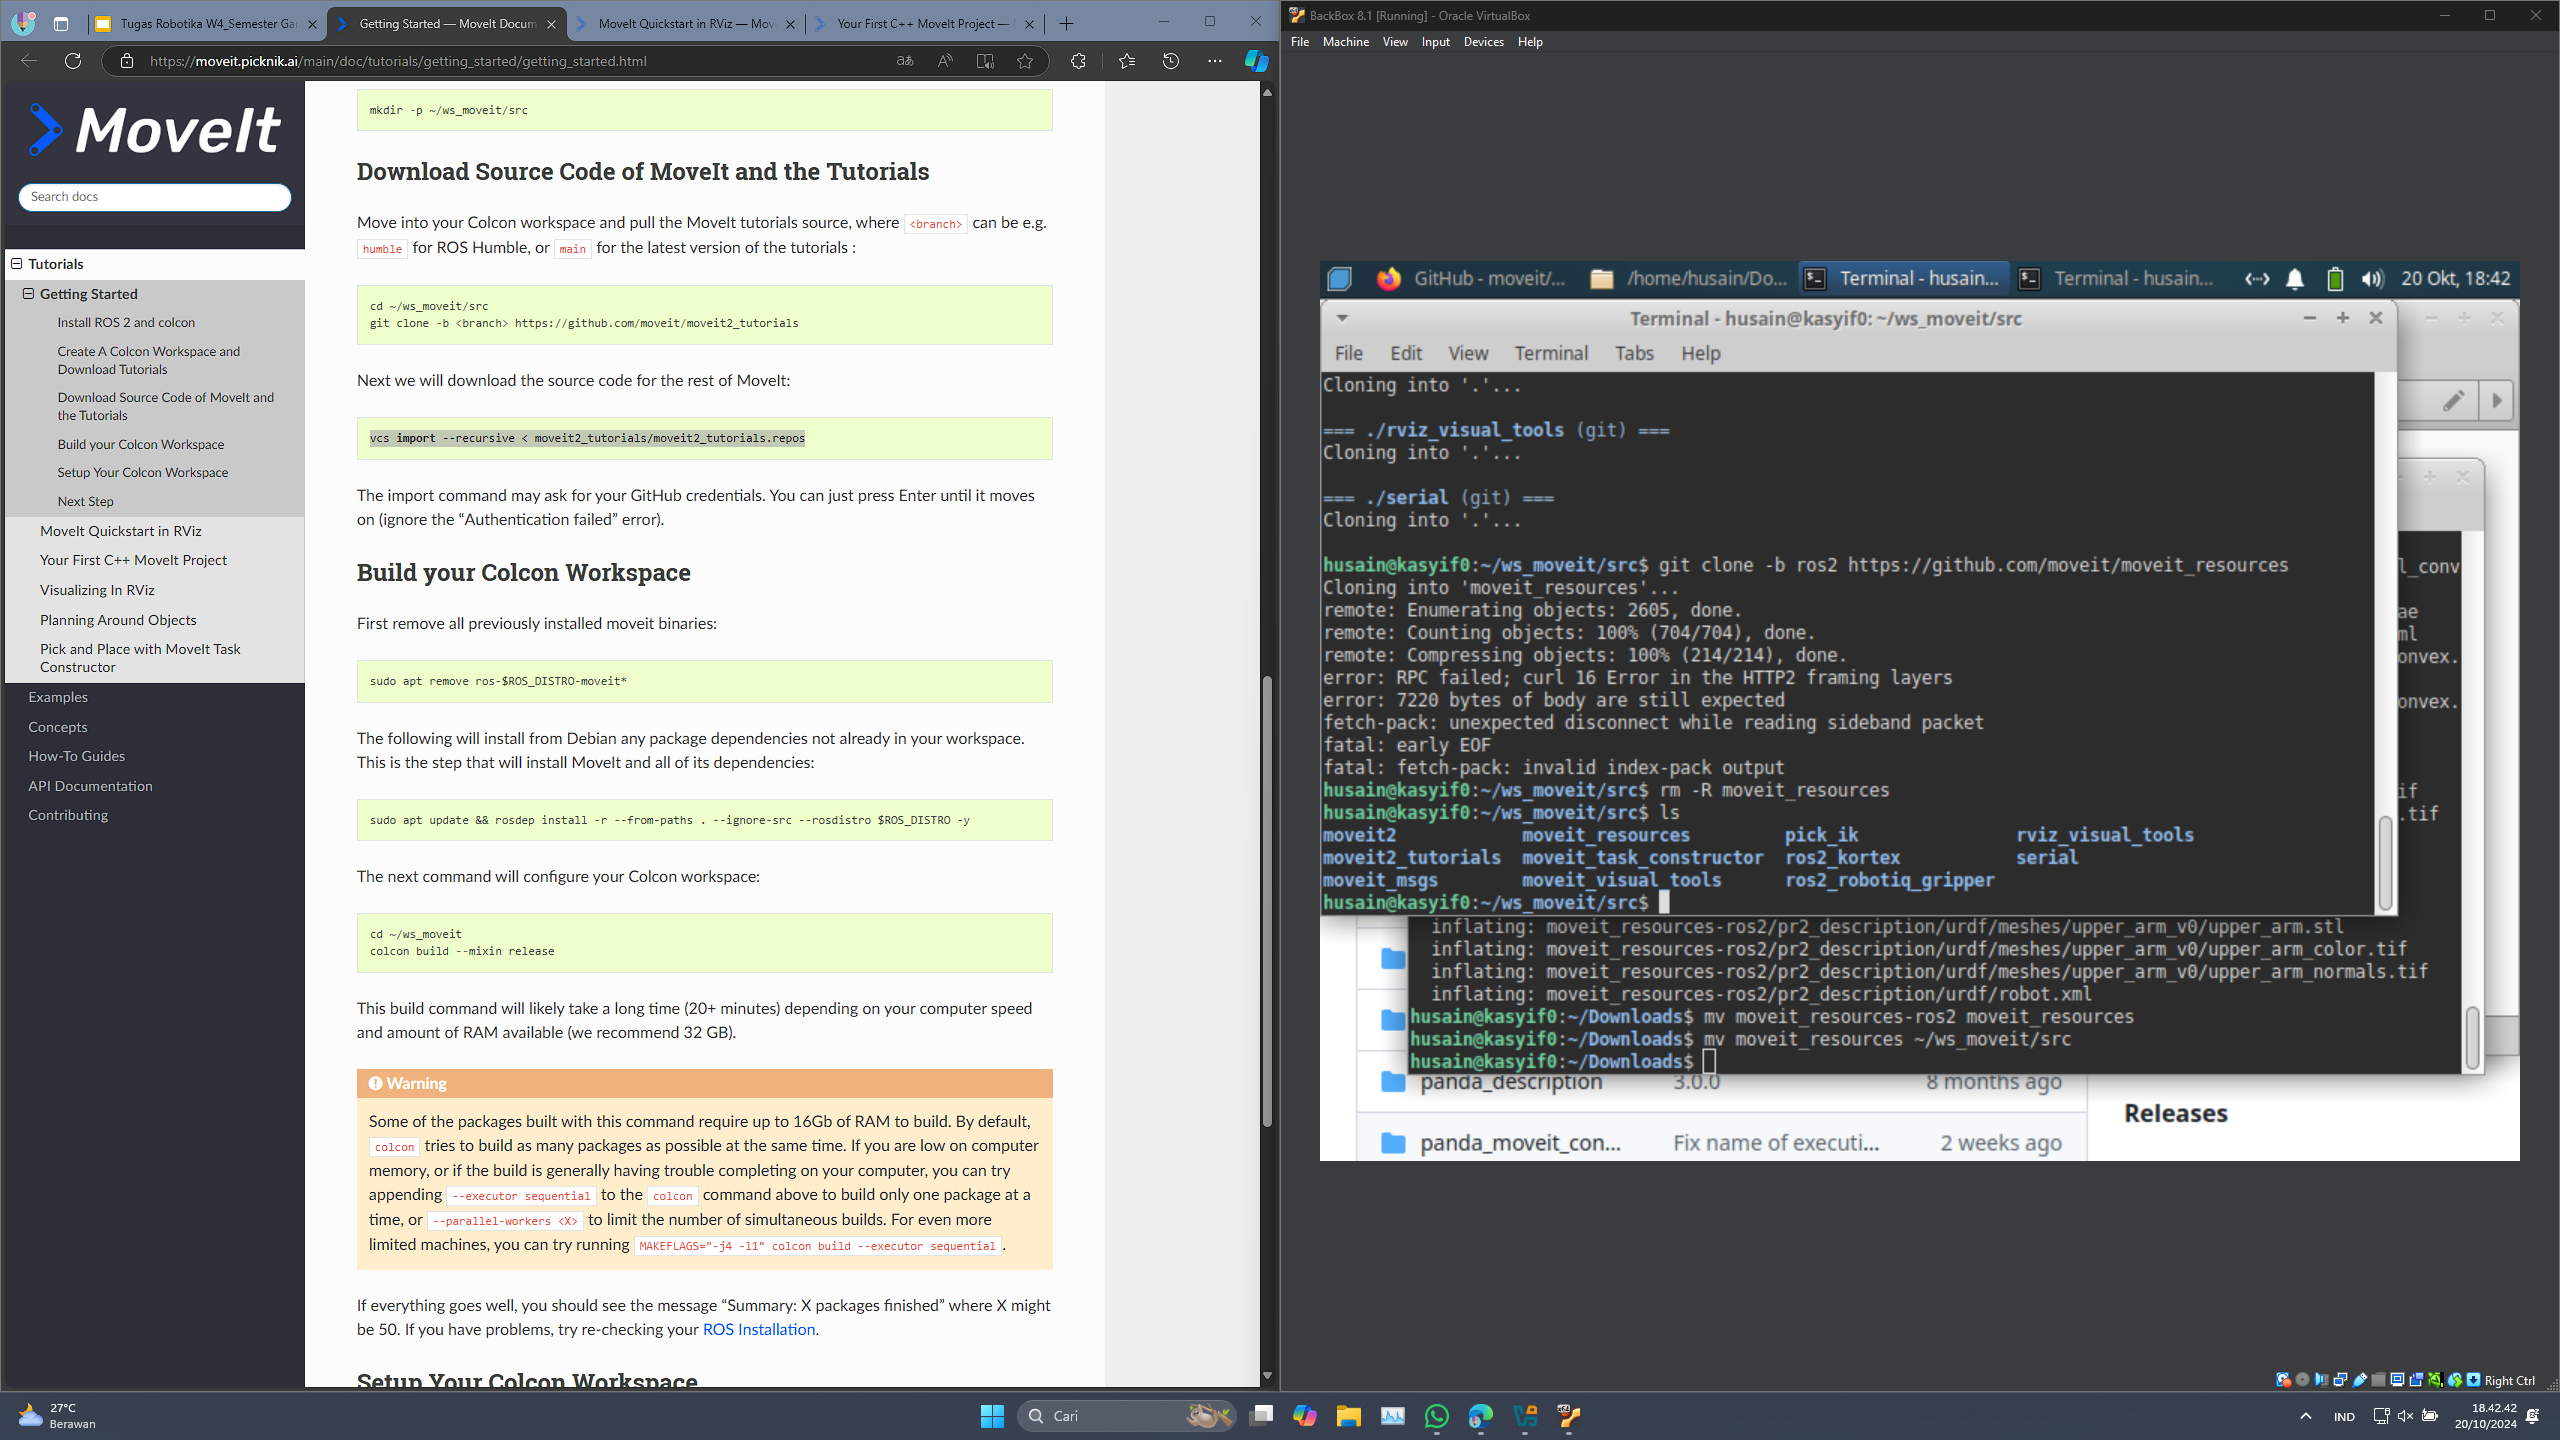 Tugas Robotika W4_Semester Ga
Getting Started — MoveIt Docum
MoveIt Quickstart in RViz — Mov
Your First C++ MoveIt Project —
https://moveit.picknik.ai/main/doc/tutorials/getting_started/getting_started.html
MoveIt
Search docs
Tutorials
Getting Started
Install ROS 2 and colcon
Create A Colcon Workspace and
Download Tutorials
Download Source Code of MoveIt and
the Tutorials
Build your Colcon Workspace
Setup Your Colcon Workspace
Next Step
MoveIt Quickstart in RViz
Your First C++ MoveIt Project
Visualizing In RViz
Planning Around Objects
Pick and Place with MoveIt Task
Constructor
Examples
Concepts
How-To Guides
API Documentation
Contributing
mkdir -p ~/ws_moveit/src
Download Source Code of MoveIt and the Tutorials
Move into your Colcon workspace and pull the MoveIt tutorials source, where <branch> can be e.g.
humble for ROS Humble, or main for the latest version of the tutorials :
cd ~/ws_moveit/src
git clone -b <branch> https://github.com/moveit/moveit2_tutorials
Next we will download the source code for the rest of MoveIt:
vcs import --recursive < moveit2_tutorials/moveit2_tutorials.repos
The import command may ask for your GitHub credentials. You can just press Enter until it moves
on (ignore the “Authentication failed” error).
Build your Colcon Workspace
First remove all previously installed moveit binaries:
sudo apt remove ros-$ROS_DISTRO-moveit*
The following will install from Debian any package dependencies not already in your workspace.
This is the step that will install MoveIt and all of its dependencies:
sudo apt update && rosdep install -r --from-paths . --ignore-src --rosdistro $ROS_DISTRO -y
The next command will configure your Colcon workspace:
cd ~/ws_moveit
colcon build --mixin release
This build command will likely take a long time (20+ minutes) depending on your computer speed
and amount of RAM available (we recommend 32 GB).
Warning
Some of the packages built with this command require up to 16Gb of RAM to build. By default,
colcon tries to build as many packages as possible at the same time. If you are low on computer
memory, or if the build is generally having trouble completing on your computer, you can try
appending --executor sequential to the colcon command above to build only one package at a
time, or --parallel-workers <X> to limit the number of simultaneous builds. For even more
limited machines, you can try running MAKEFLAGS="-j4 -l1" colcon build --executor sequential .
If everything goes well, you should see the message “Summary: X packages finished” where X might
be 50. If you have problems, try re-checking your ROS Installation.
Setup Your Colcon Workspace
BackBox 8.1 [Running] - Oracle VirtualBox
File Machine View Input Devices Help
GitHub - moveit/... /home/husain/Do... Terminal - husain... Terminal - husain... 20 Okt, 18:42
Terminal - husain@kasyif0: ~/ws_moveit/src
File Edit View Terminal Tabs Help
Cloning into '.'...
=== ./rviz_visual_tools (git) ===
Cloning into '.'...
=== ./serial (git) ===
Cloning into '.'...
husain@kasyif0:~/ws_moveit/src$ git clone -b ros2 https://github.com/moveit/moveit_resources
Cloning into 'moveit_resources'...
remote: Enumerating objects: 2605, done.
remote: Counting objects: 100% (704/704), done.
remote: Compressing objects: 100% (214/214), done.
error: RPC failed; curl 16 Error in the HTTP2 framing layers
error: 7220 bytes of body are still expected
fetch-pack: unexpected disconnect while reading sideband packet
fatal: early EOF
fatal: fetch-pack: invalid index-pack output
husain@kasyif0:~/ws_moveit/src$ rm -R moveit_resources
husain@kasyif0:~/ws_moveit/src$ ls
moveit2 moveit_resources pick_ik rviz_visual_tools
moveit2_tutorials moveit_task_constructor ros2_kortex serial
moveit_msgs moveit_visual_tools ros2_robotiq_gripper
husain@kasyif0:~/ws_moveit/src$
l_conv
ae
ml
onvex.
onvex.
if
.tif
inflating: moveit_resources-ros2/pr2_description/urdf/meshes/upper_arm_v0/upper_arm.stl
inflating: moveit_resources-ros2/pr2_description/urdf/meshes/upper_arm_v0/upper_arm_color.tif
inflating: moveit_resources-ros2/pr2_description/urdf/meshes/upper_arm_v0/upper_arm_normals.tif
inflating: moveit_resources-ros2/pr2_description/urdf/robot.xml
husain@kasyif0:~/Downloads$ mv moveit_resources-ros2 moveit_resources
husain@kasyif0:~/Downloads$ mv moveit_resources ~/ws_moveit/src
husain@kasyif0:~/Downloads$
panda_description 3.0.0 8 months ago
Releases
panda_moveit_con... Fix name of executi... 2 weeks ago
Right Ctrl
27°C
Berawan
Cari
IND
18.42.42
20/10/2024